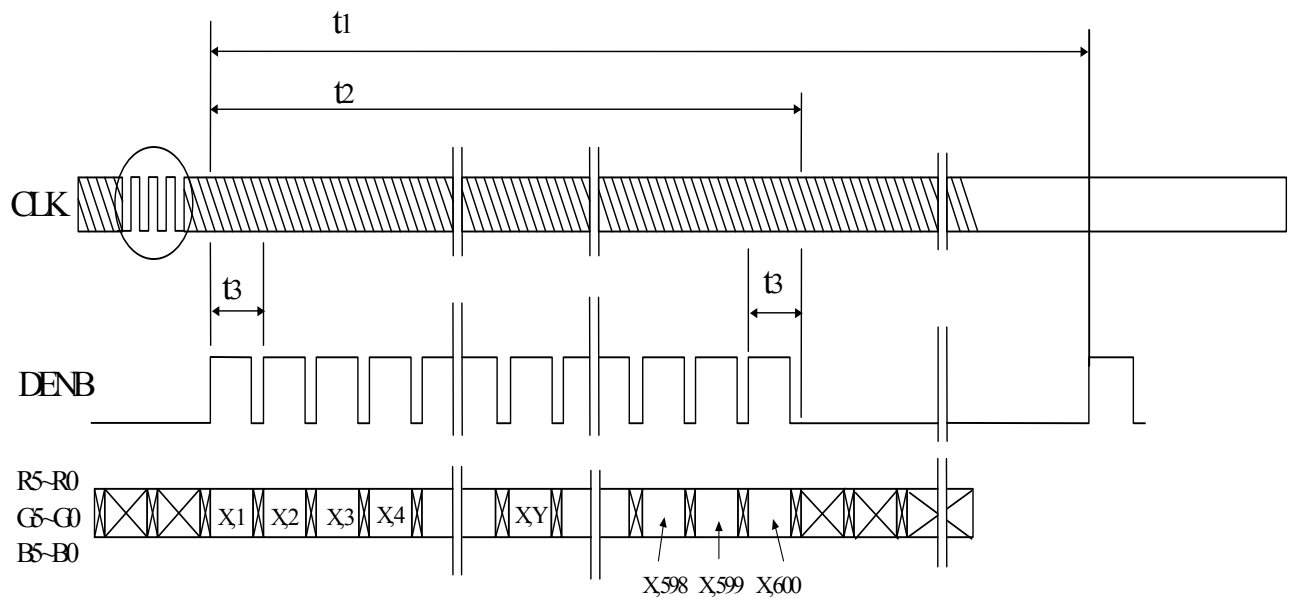 t1
t2
CLK
t3
t3
DENB
R5~R0
G5~G0
B5~B0
X,1 X,2 X,3 X,4 X,Y
X,598 X,599 X,600